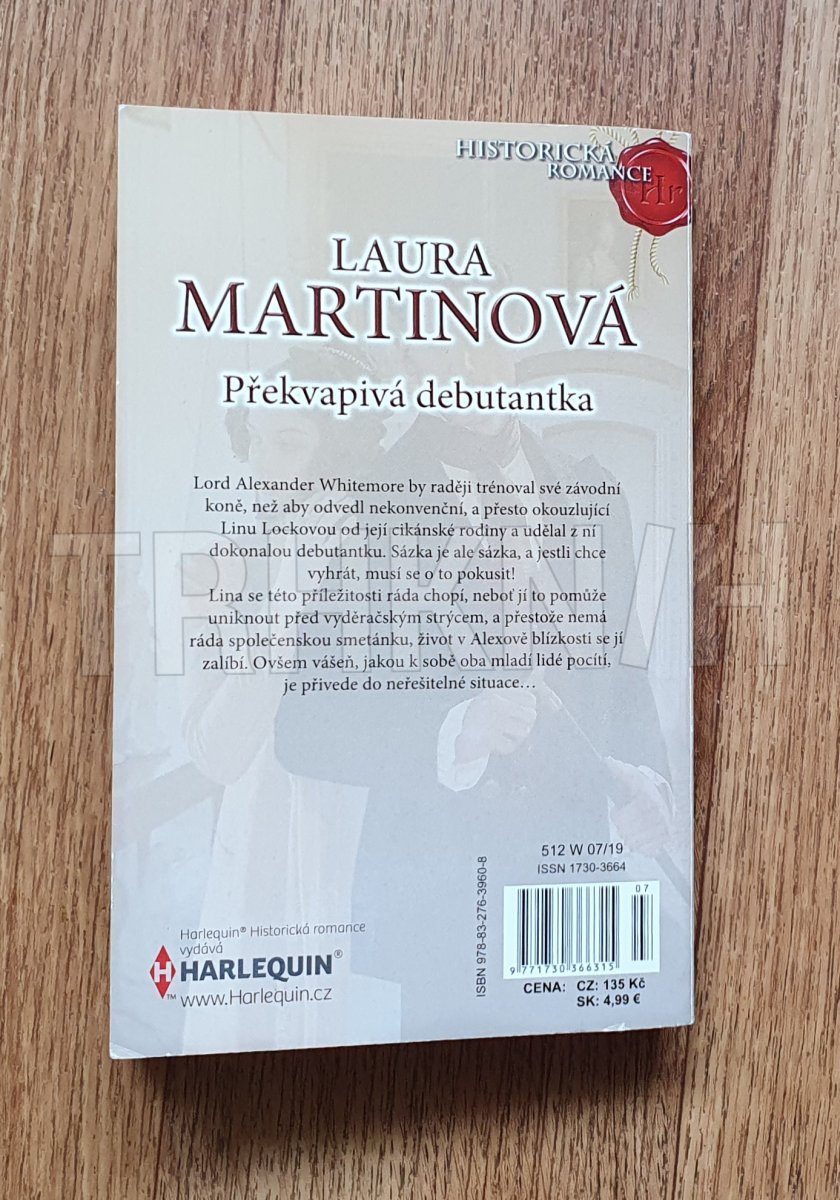 HISTORICKÁ
ROMANCE
Hr
LAURA
MARTINOVÁ
Překvapivá debutantka
Lord Alexander Whitemore by raději trénoval své závodní
koně, než aby odvedl nekonvenční, a přesto okouzlující
Linu Lockovou od její cikánské rodiny a udělal z ní
dokonalou debutantku. Sázka je ale sázka, a jestli chce
vyhrát, musí se o to pokusit!
Lina se této příležitosti ráda chopí, neboť jí to pomůže
uniknout před vyděračským strýcem, a přestože nemá
ráda společenskou smetánku, život v Alexově blízkosti se jí
zalíbí. Ovšem vášeň, jakou k sobě oba mladí lidé pocítí,
je přivede do neřešitelné situace…
512 W 07/19
ISSN 1730-3664
ISBN 978-83-276-3960-8
07
9 771730 366315
CENA: CZ: 135 Kč
SK: 4,99 €
Harlequin® Historická romance
vydává
H HARLEQUIN®
™ www.Harlequin.cz